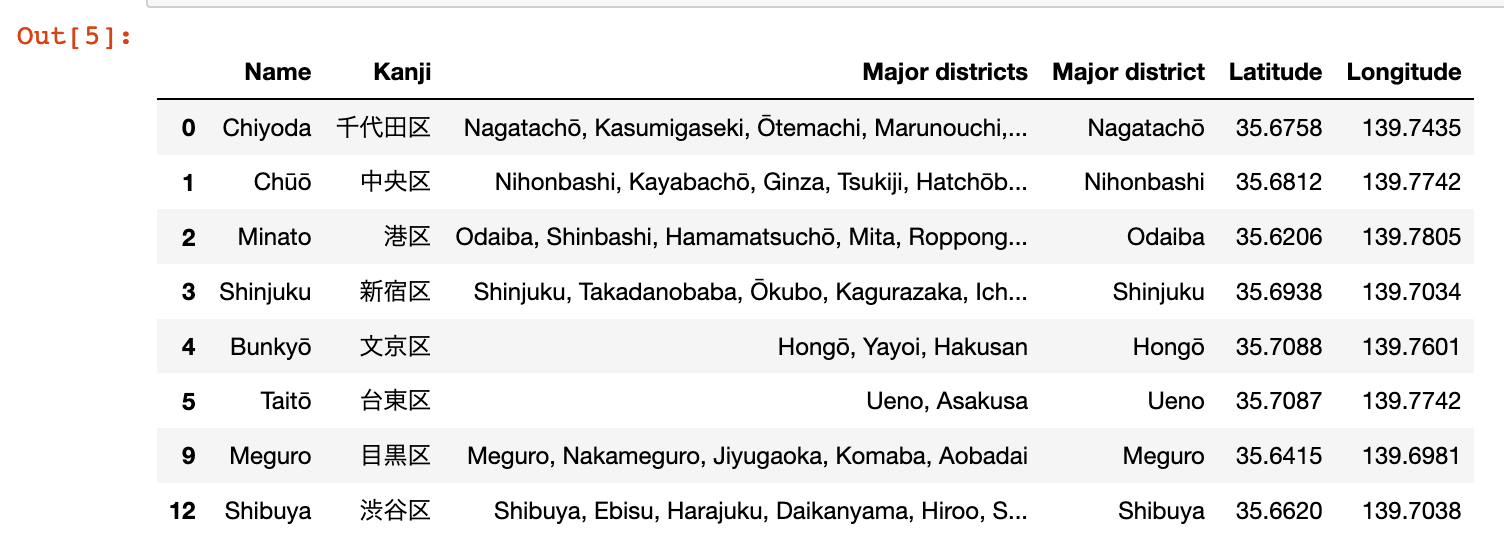 Out[5]:
Name Kanji Major districts Major district Latitude Longitude
0 Chiyoda 千代田区 Nagatachō, Kasumigaseki, Ōtemachi, Marunouchi,... Nagatachō 35.6758 139.7435
1 Chūō 中央区 Nihonbashi, Kayabachō, Ginza, Tsukiji, Hatchōb... Nihonbashi 35.6812 139.7742
2 Minato 港区 Odaiba, Shinbashi, Hamamatsuchō, Mita, Roppong... Odaiba 35.6206 139.7805
3 Shinjuku 新宿区 Shinjuku, Takadanobaba, Ōkubo, Kagurazaka, Ich... Shinjuku 35.6938 139.7034
4 Bunkyō 文京区 Hongō, Yayoi, Hakusan Hongō 35.7088 139.7601
5 Taitō 台東区 Ueno, Asakusa Ueno 35.7087 139.7742
9 Meguro 目黒区 Meguro, Nakameguro, Jiyugaoka, Komaba, Aobadai Meguro 35.6415 139.6981
12 Shibuya 渋谷区 Shibuya, Ebisu, Harajuku, Daikanyama, Hiroo, S... Shibuya 35.6620 139.7038